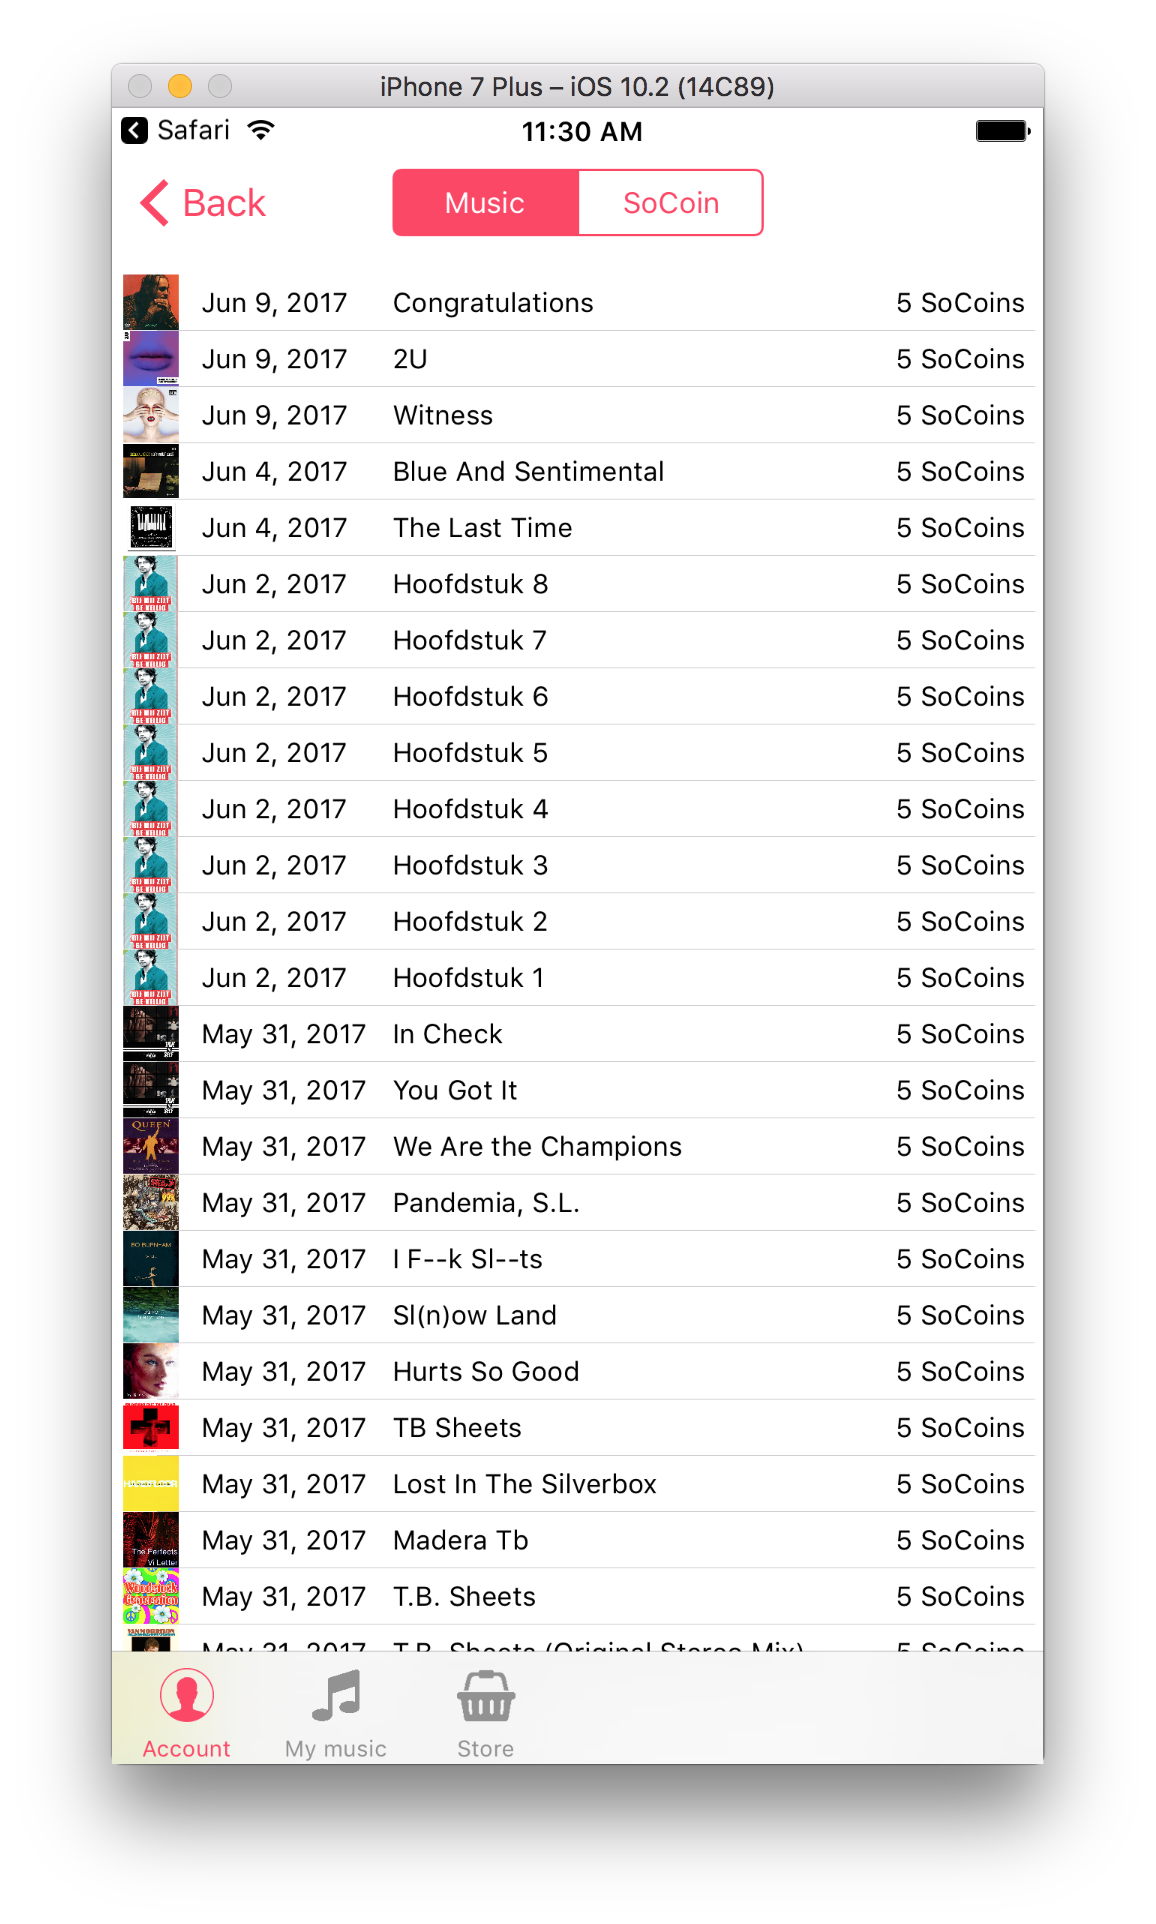 iPhone 7 Plus – iOS 10.2 (14C89)
Safari 11:30 AM
Back Music SoCoin
Jun 9, 2017 Congratulations 5 SoCoins
Jun 9, 2017 2U 5 SoCoins
Jun 9, 2017 Witness 5 SoCoins
Jun 4, 2017 Blue And Sentimental 5 SoCoins
Jun 4, 2017 The Last Time 5 SoCoins
Jun 2, 2017 Hoofdstuk 8 5 SoCoins
Jun 2, 2017 Hoofdstuk 7 5 SoCoins
Jun 2, 2017 Hoofdstuk 6 5 SoCoins
Jun 2, 2017 Hoofdstuk 5 5 SoCoins
Jun 2, 2017 Hoofdstuk 4 5 SoCoins
Jun 2, 2017 Hoofdstuk 3 5 SoCoins
Jun 2, 2017 Hoofdstuk 2 5 SoCoins
Jun 2, 2017 Hoofdstuk 1 5 SoCoins
May 31, 2017 In Check 5 SoCoins
May 31, 2017 You Got It 5 SoCoins
QUEEN May 31, 2017 We Are the Champions 5 SoCoins
May 31, 2017 Pandemia, S.L. 5 SoCoins
BO BURNHAM May 31, 2017 I F--k Sl--ts 5 SoCoins
May 31, 2017 Sl(n)ow Land 5 SoCoins
May 31, 2017 Hurts So Good 5 SoCoins
May 31, 2017 TB Sheets 5 SoCoins
May 31, 2017 Lost In The Silverbox 5 SoCoins
The Perfects Vi Letter May 31, 2017 Madera Tb 5 SoCoins
May 31, 2017 T.B. Sheets 5 SoCoins
May 31, 2017 T.B. Sheets (Original Stereo Mix) 5 SoCoins
Account My music Store